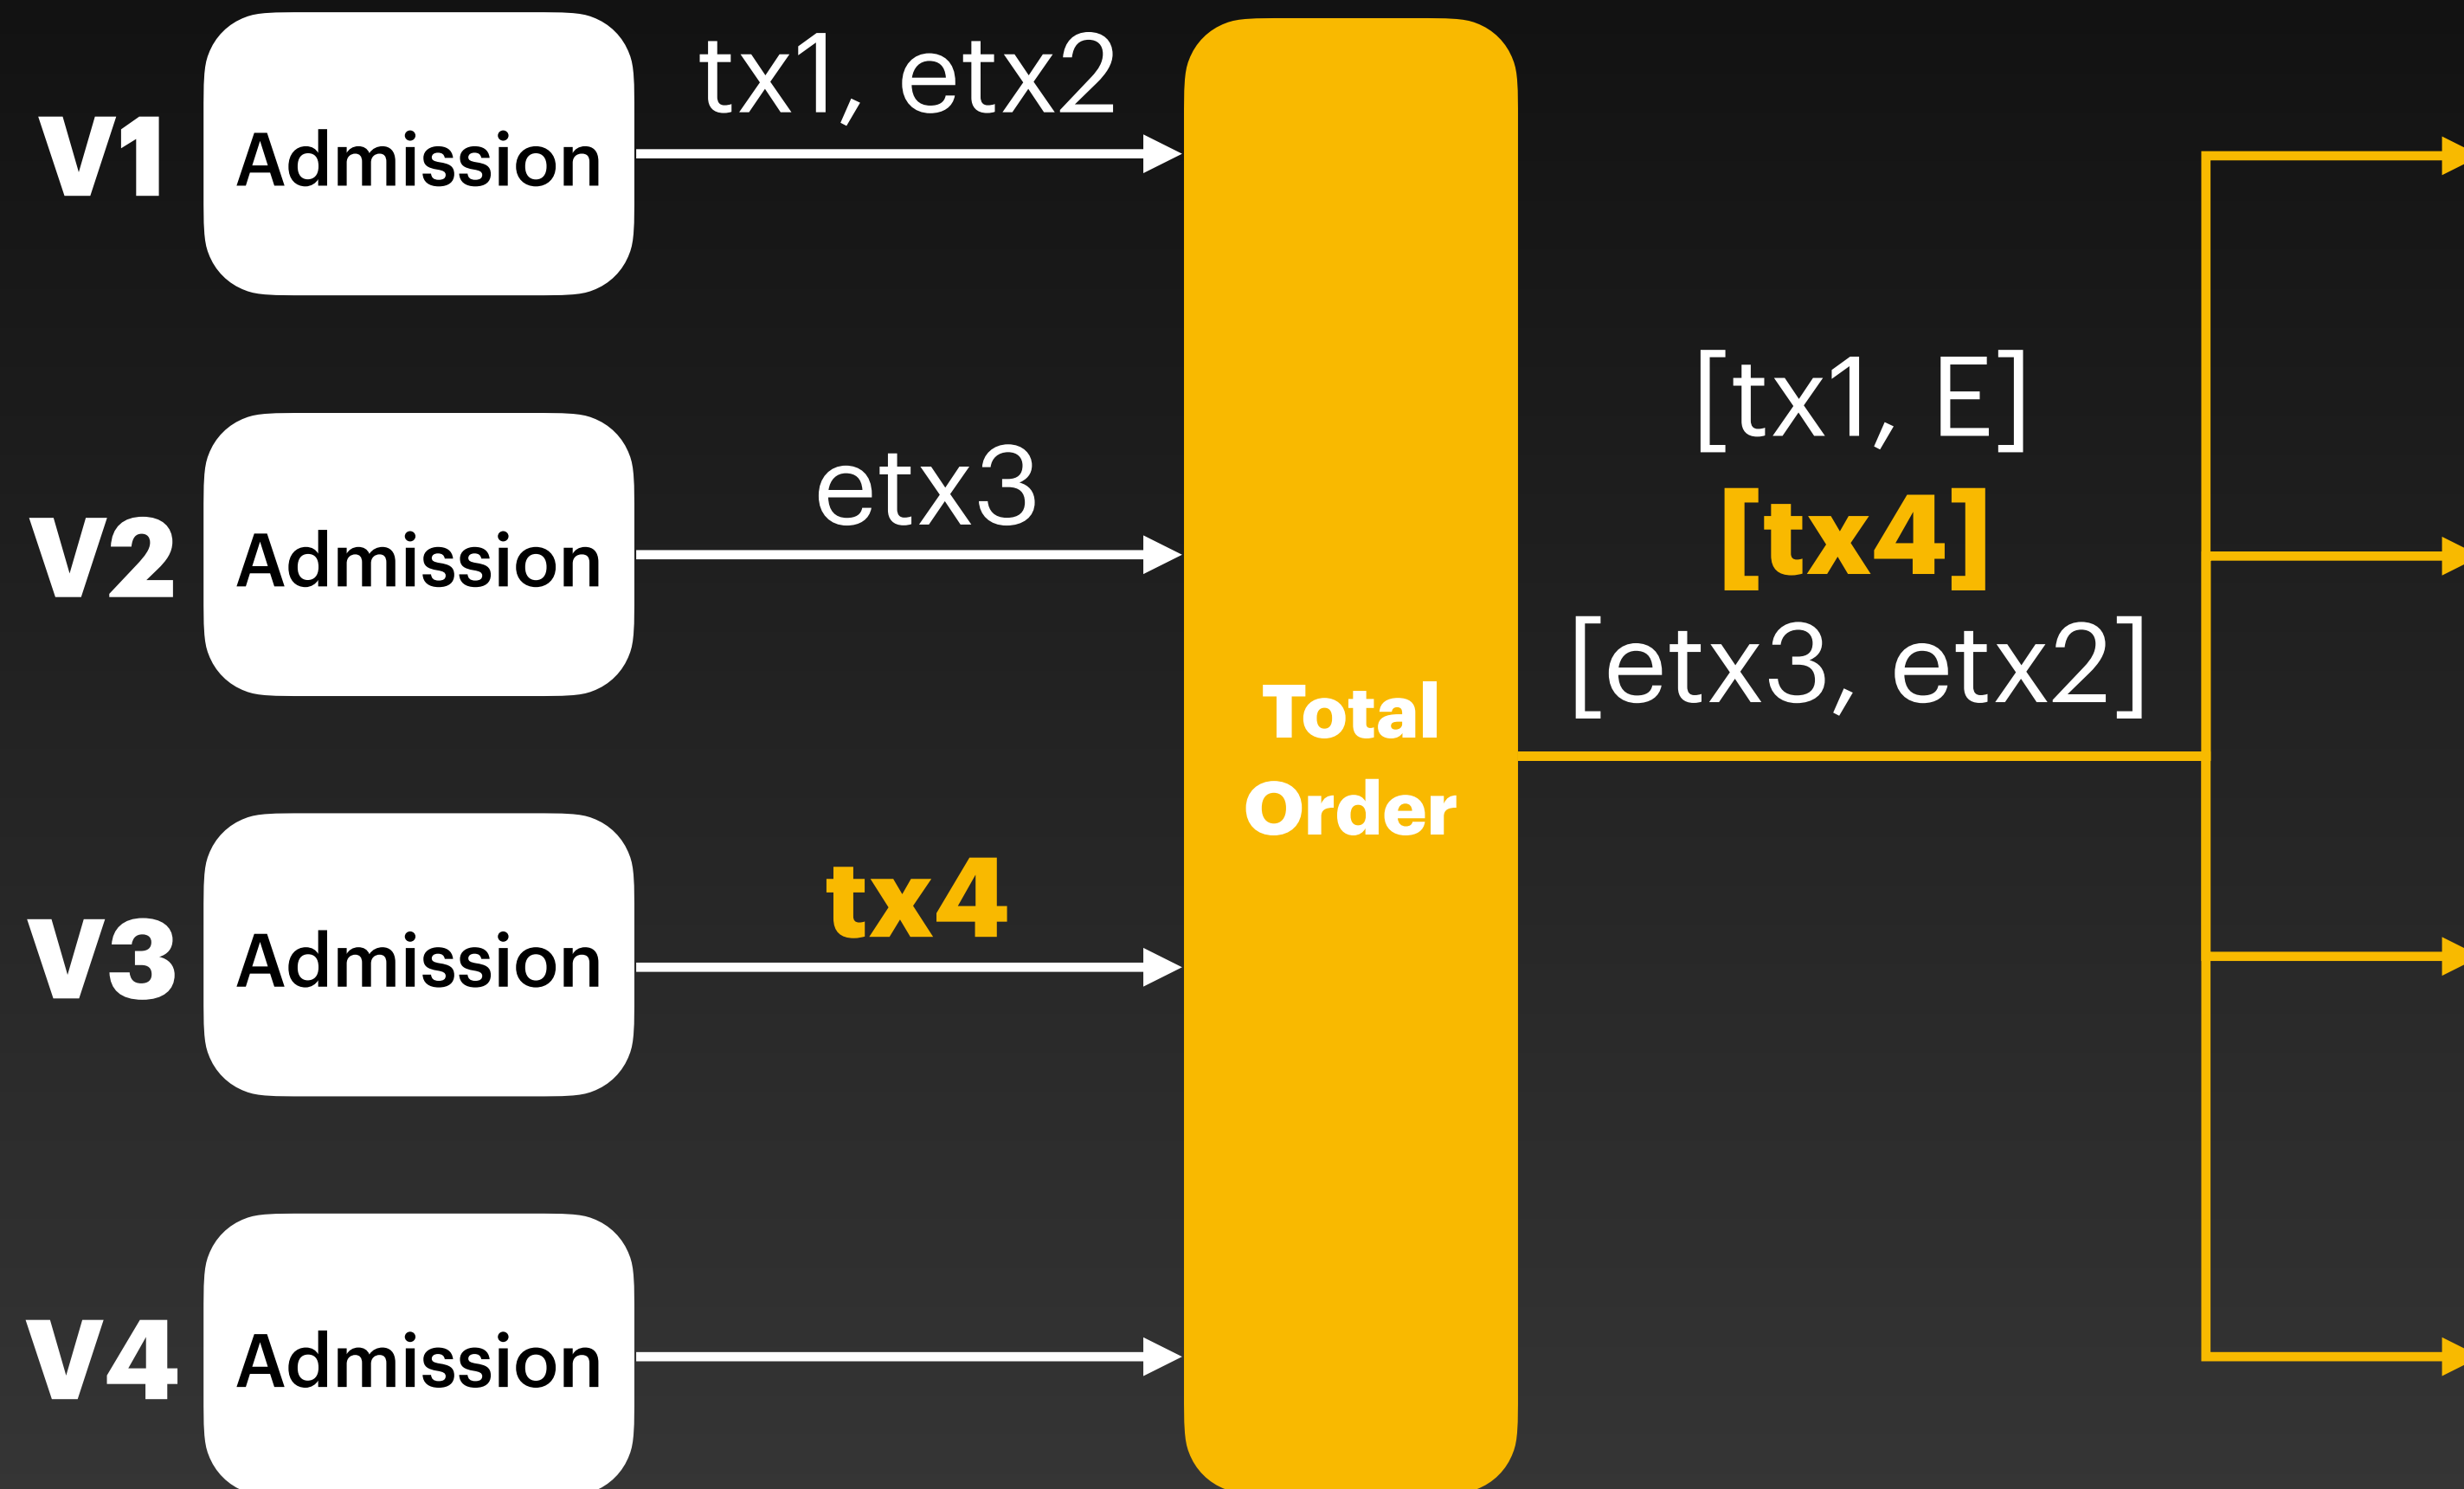 V1
Admission
tx1, etx2
V2
Admission
etx3
V3
Admission
tx4
V4
Admission
Total
Order
[tx1, E]
[tx4]
[etx3, etx2]